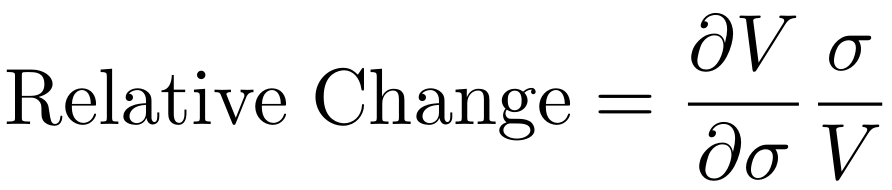 Relative Change = ∂V/∂σ σ/V